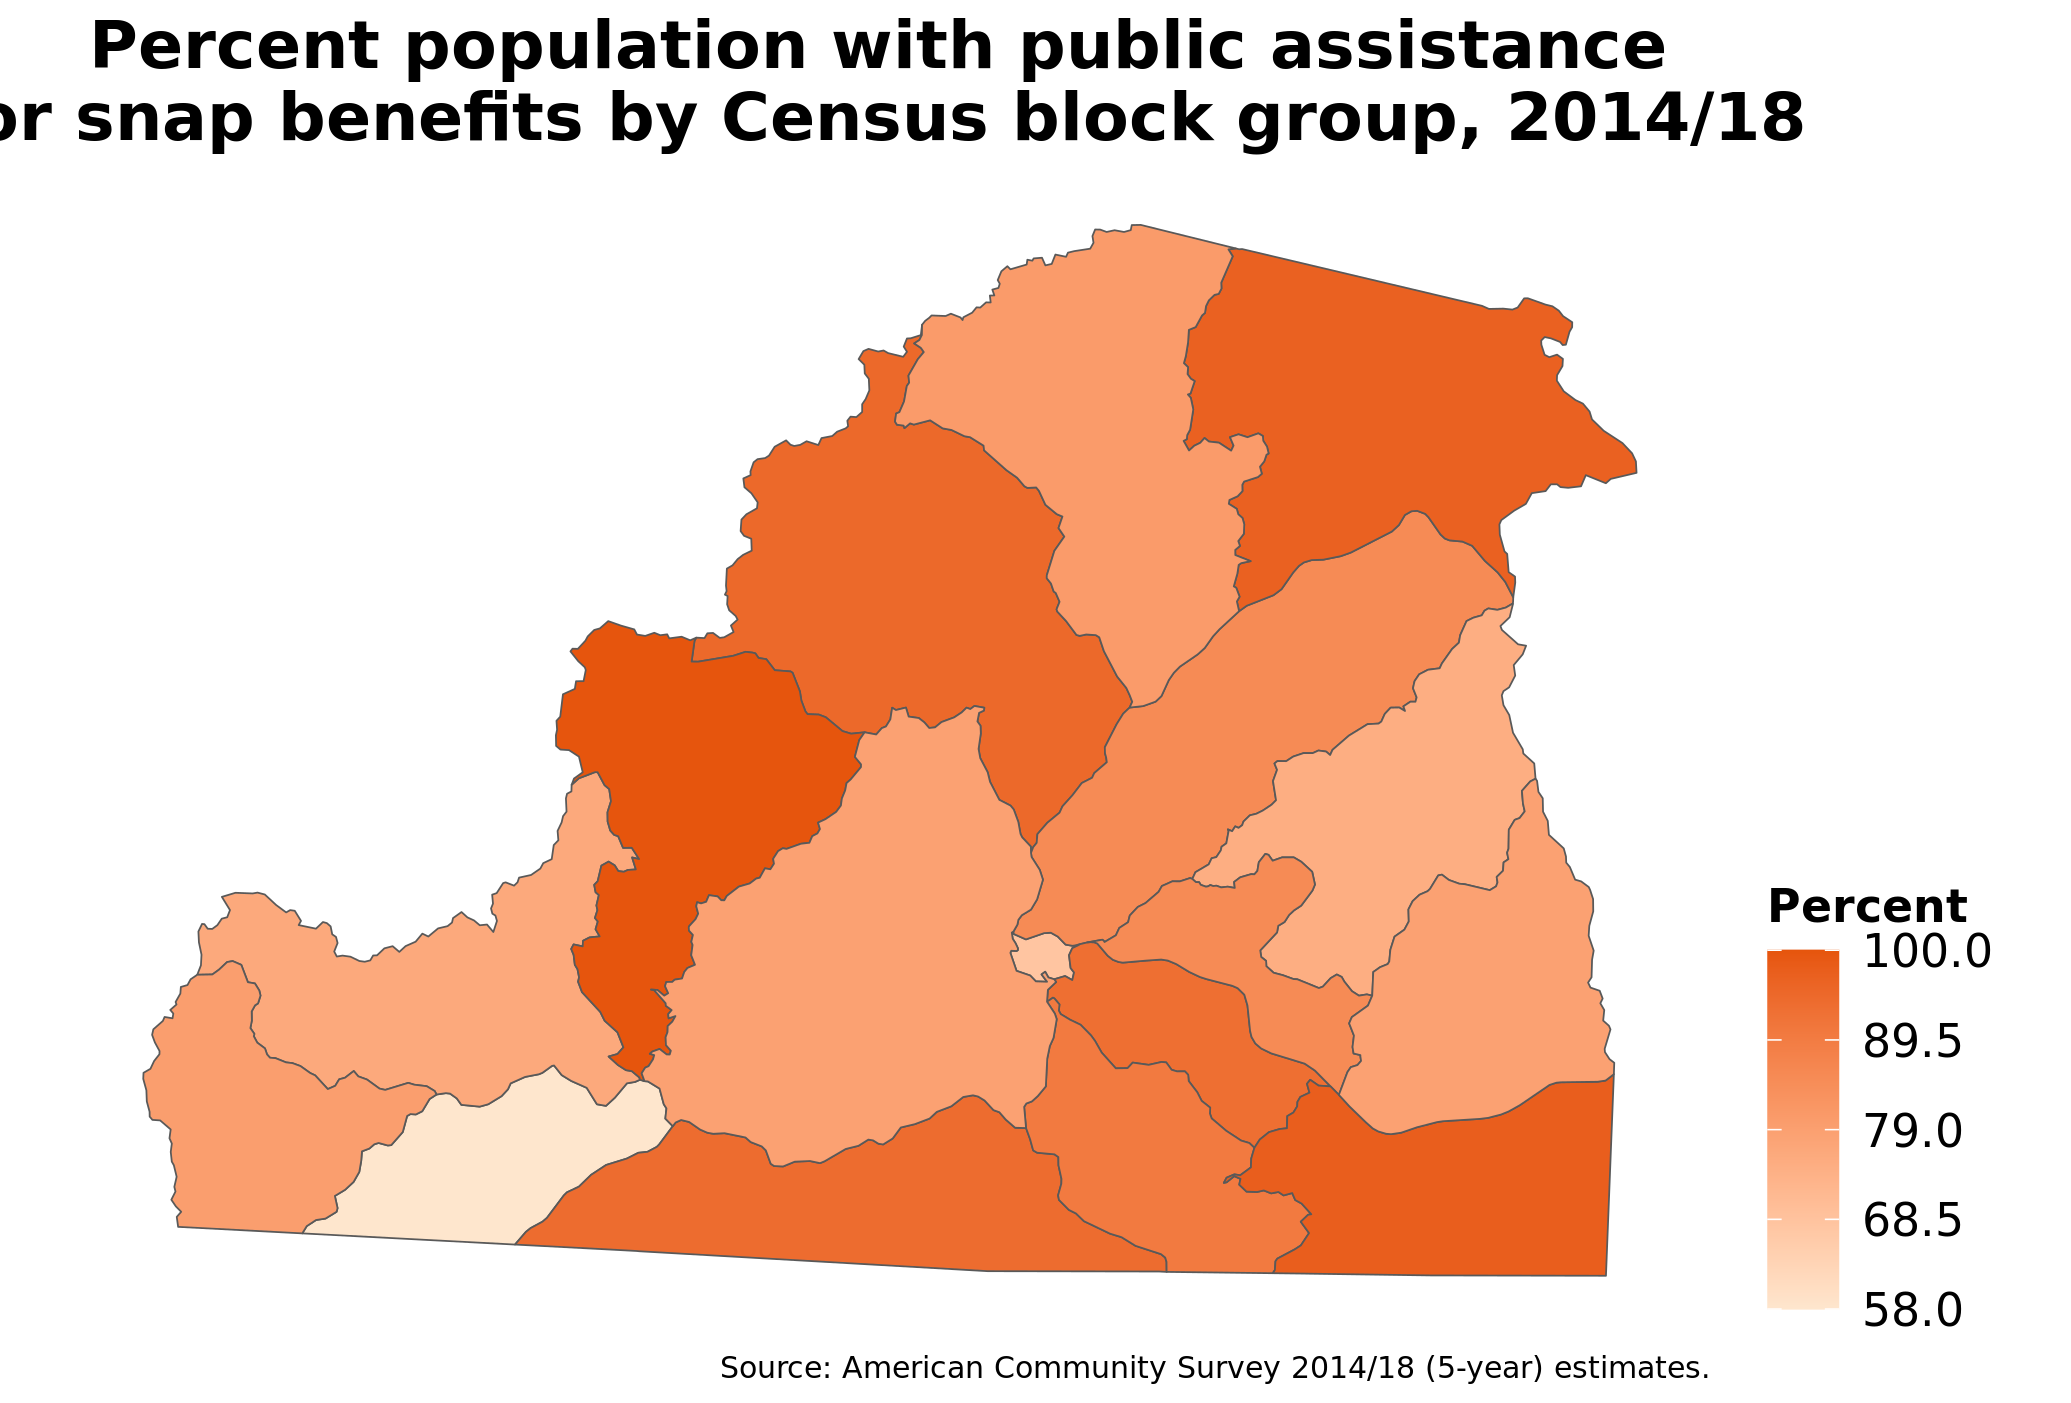 Percent population with public assistance
or snap benefits by Census block group, 2014/18
Percent
100.0
89.5
79.0
68.5
58.0
Source: American Community Survey 2014/18 (5-year) estimates.